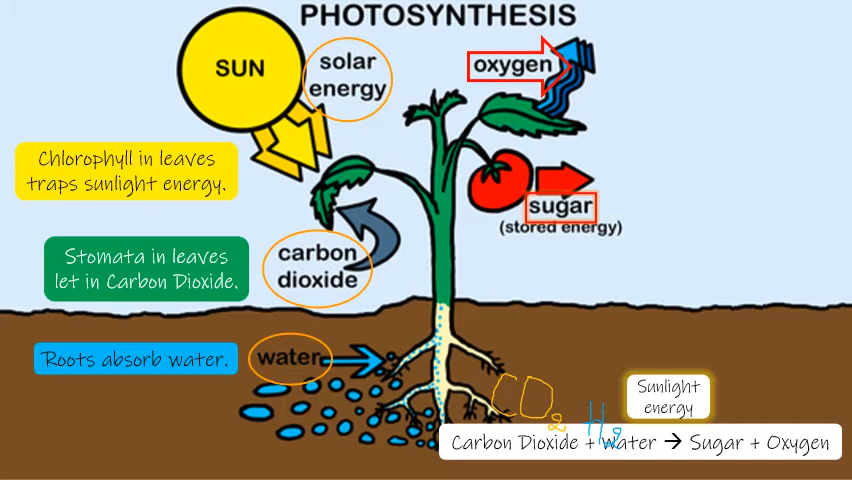 PHOTOSYNTHESIS
SUN
solar
energy
oxygen
Chlorophyll in leaves
traps sunlight energy.
sugar
(stored energy)
Stomata in leaves
let in Carbon Dioxide.
carbon
dioxide
Roots absorb water.
water
CO2
H2
Sunlight
energy
Carbon Dioxide + Water → Sugar + Oxygen